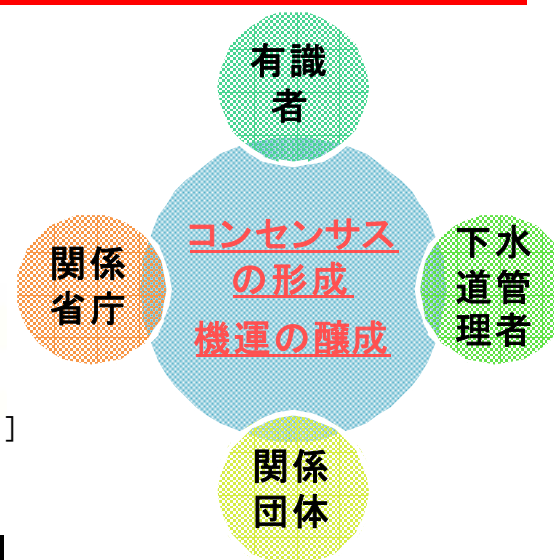 有識
者
コンセンサス
の形成
機運の醸成
関係
省庁
下水
道管
理者
]
関係
団体